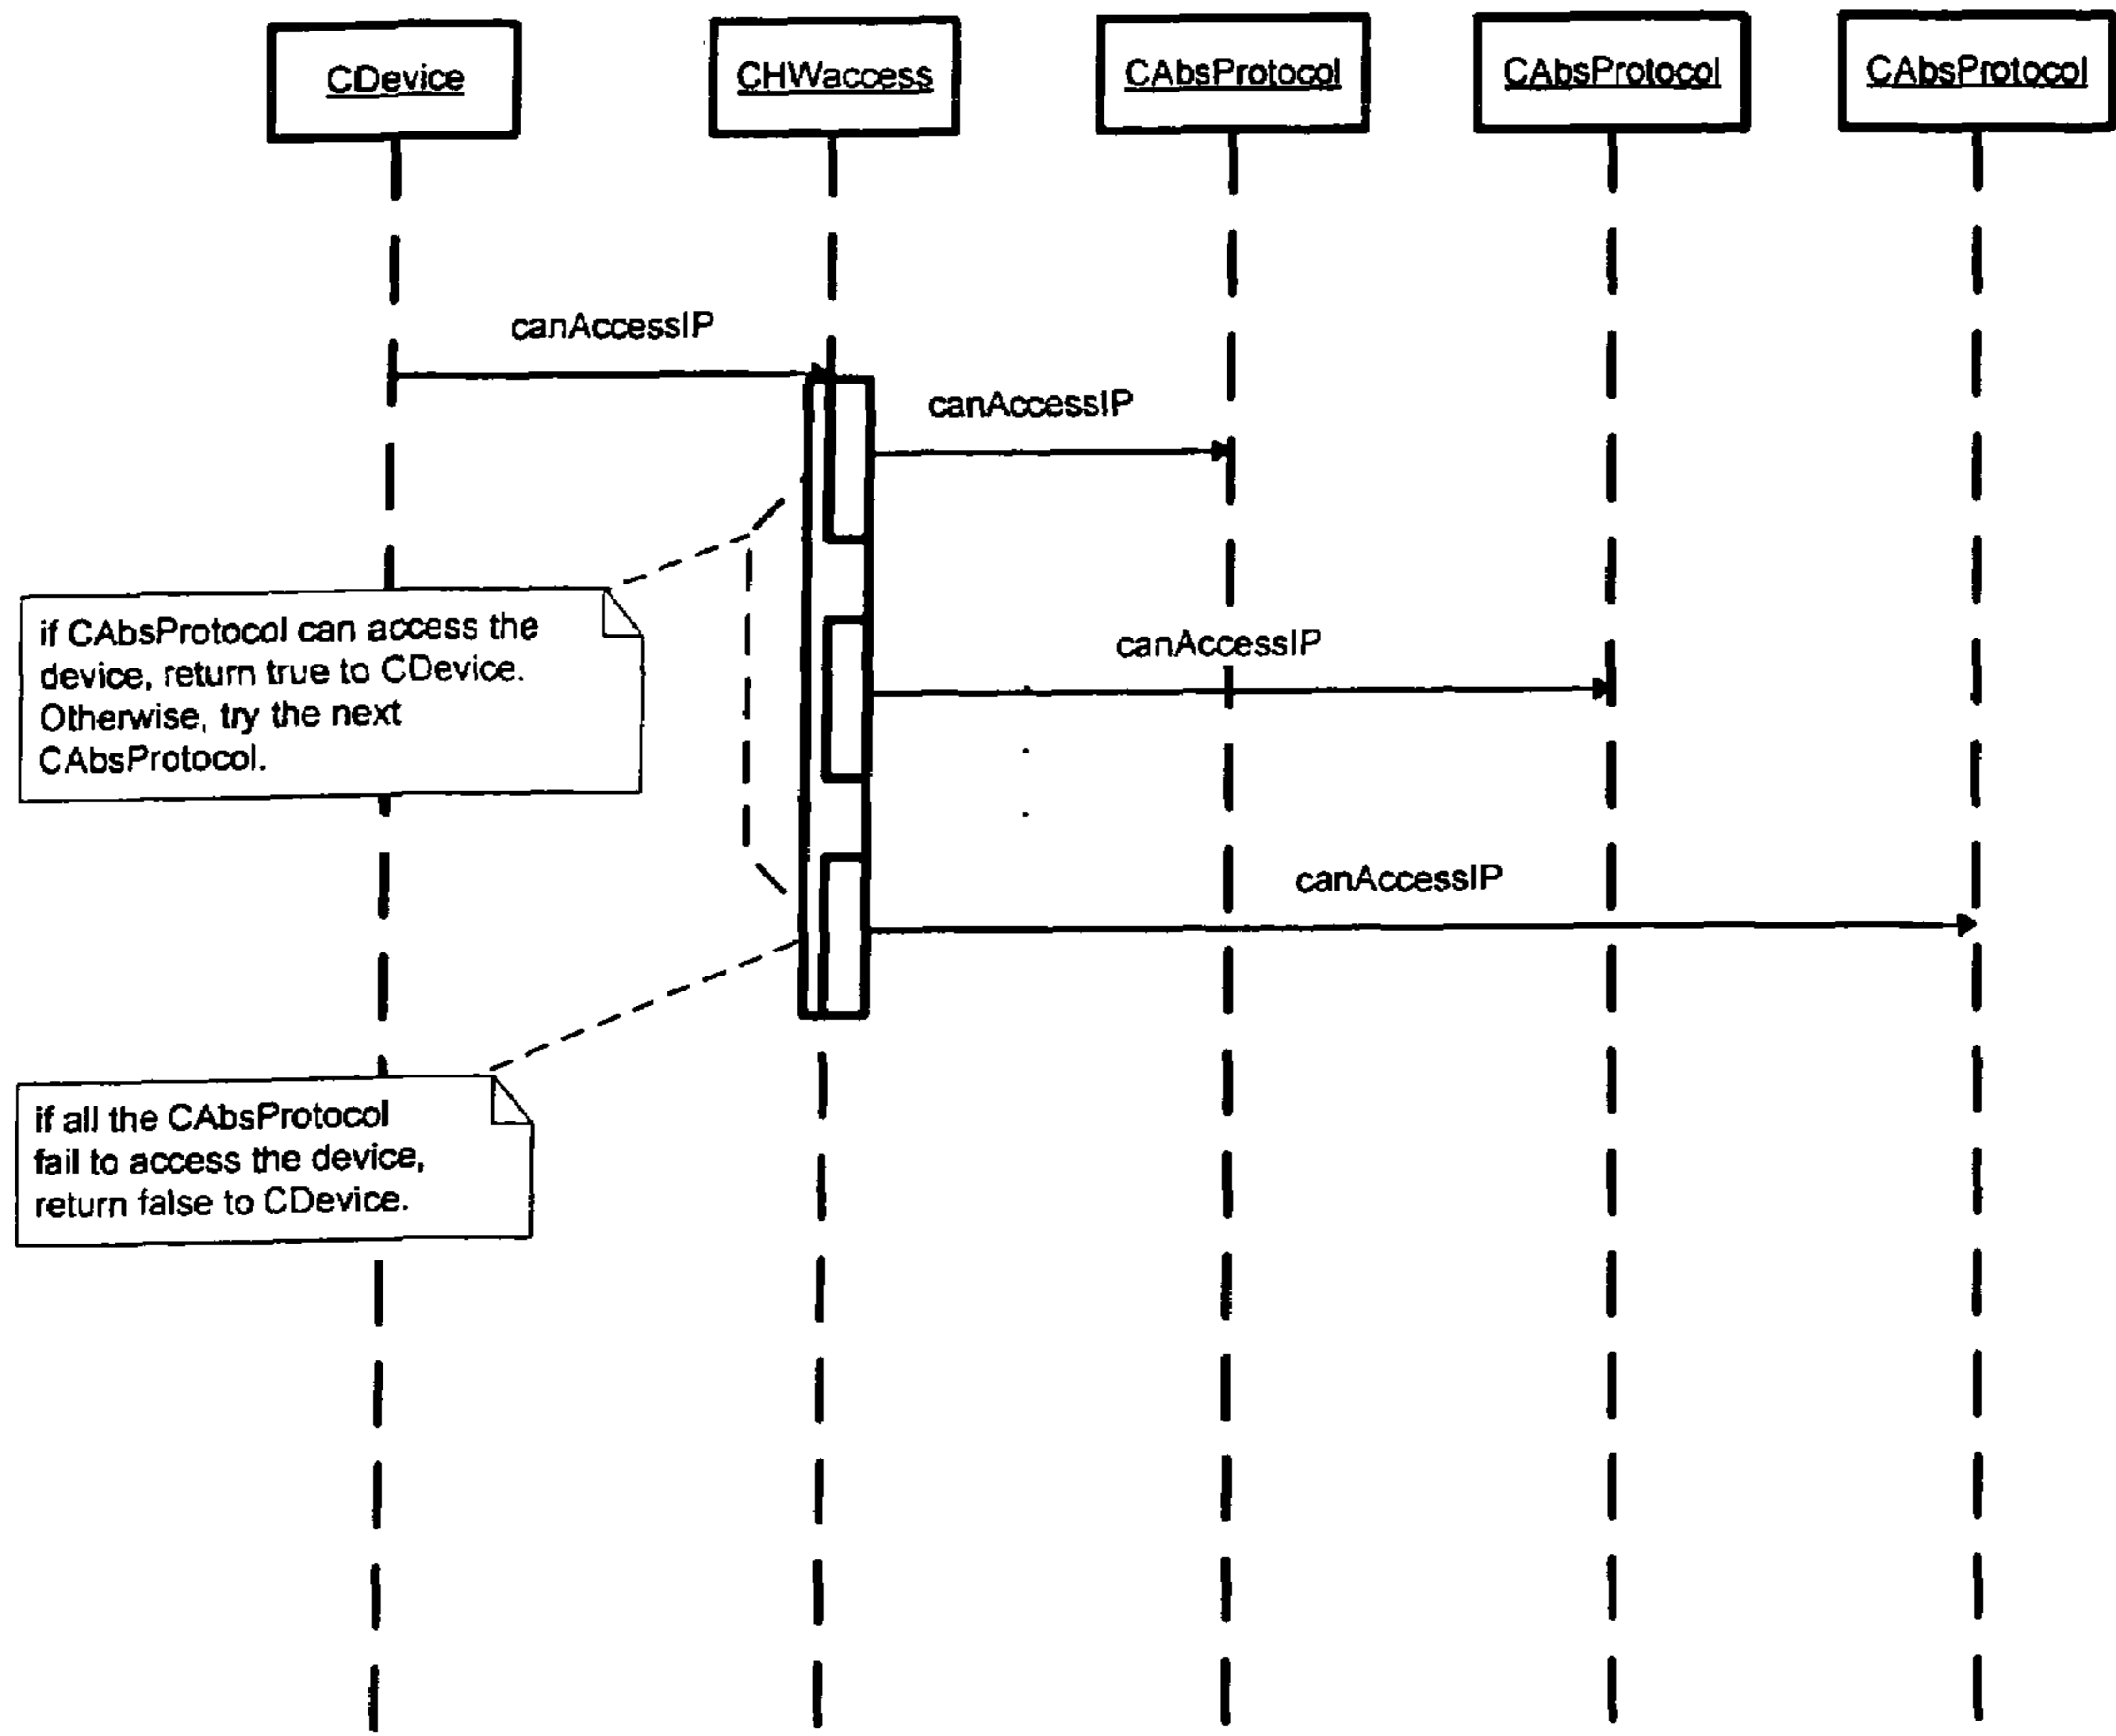 CDevice
CHWaccess
CAbsProtocol
CAbsProtocol
CAbsProtocol
canAccessIP
canAccessIP
if CAbsProtocol can access the
device, return true to CDevice.
Otherwise, try the next
CAbsProtocol.
canAccessIP
canAccessIP
if all the CAbsProtocol
fail to access the device,
return false to CDevice.